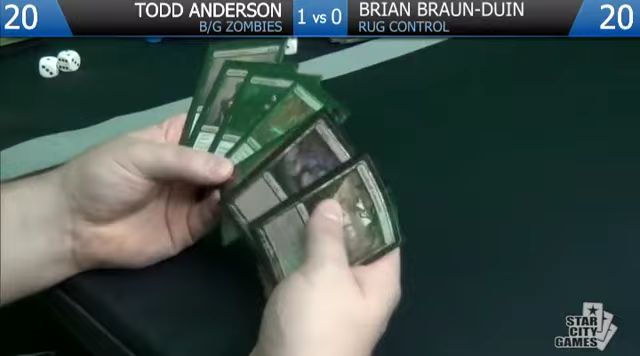 20
TODD ANDERSON
B/G ZOMBIES
1 vs 0
BRIAN BRAUN-DUIN
RUG CONTROL
20
STAR
CITY
GAMES